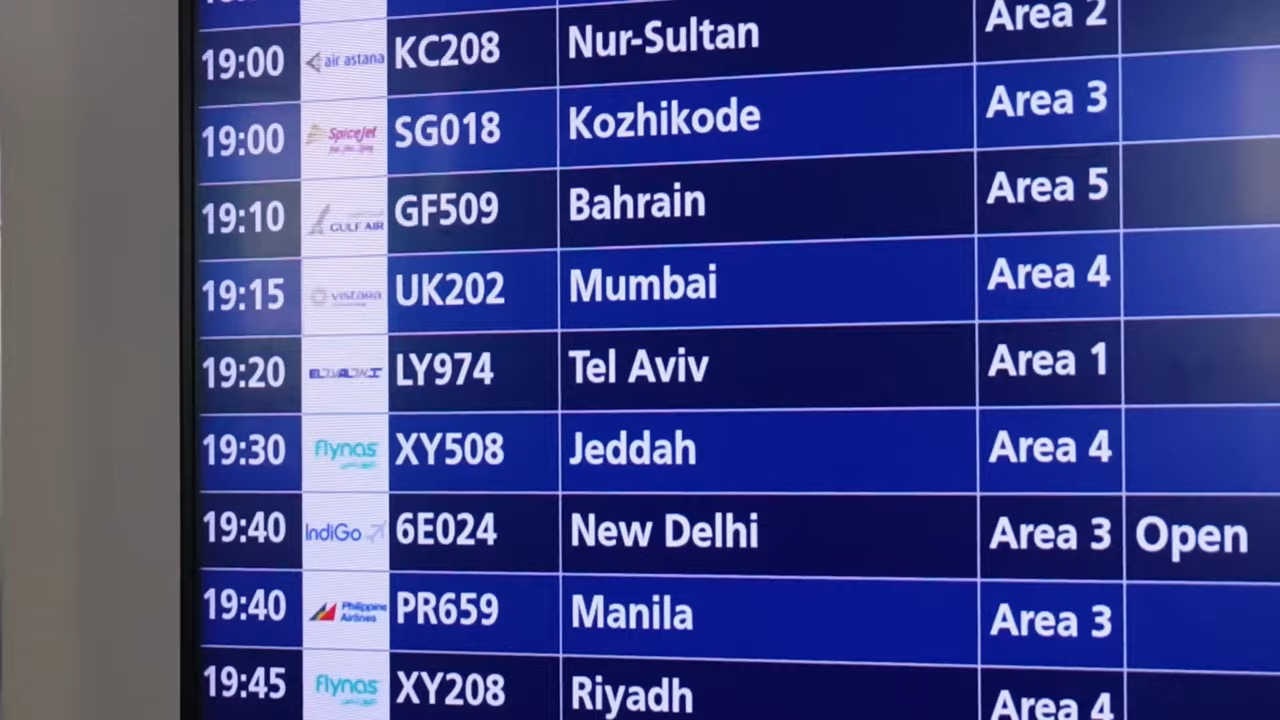 19:00 air astana KC208 Nur-Sultan Area 2
19:00 SpiceJet SG018 Kozhikode Area 3
19:10 GULF AIR GF509 Bahrain Area 5
19:15 vistara UK202 Mumbai Area 4
19:20 LY974 Tel Aviv Area 1
19:30 flynas XY508 Jeddah Area 4
19:40 IndiGo 6E024 New Delhi Area 3 Open
19:40 Philippine Airlines PR659 Manila Area 3
19:45 flynas XY208 Riyadh Area 4